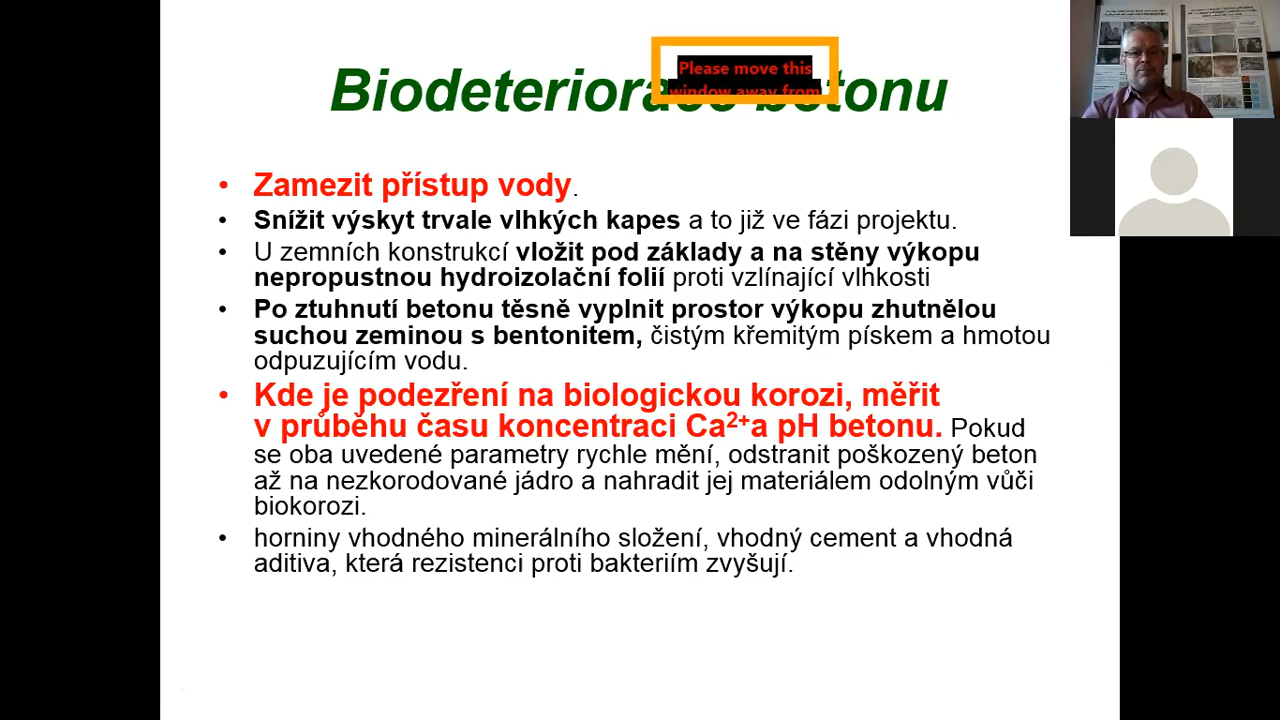 Biodeteriorace betonu
Please move this
window away from
• Zamezit přístup vody.
• Snížit výskyt trvale vlhkých kapes a to již ve fázi projektu.
• U zemních konstrukcí vložit pod základy a na stěny výkopu
nepropustnou hydroizolační folií proti vzlínající vlhkosti
• Po ztuhnutí betonu těsně vyplnit prostor výkopu zhutnělou
suchou zeminou s bentonitem, čistým křemitým pískem a hmotou
odpuzujícím vodu.
• Kde je podezření na biologickou korozi, měřit
v průběhu času koncentraci Ca²⁺a pH betonu. Pokud
se oba uvedené parametry rychle mění, odstranit poškozený beton
až na nezkorodované jádro a nahradit jej materiálem odolným vůči
biokorozi.
• horniny vhodného minerálního složení, vhodný cement a vhodná
aditiva, která rezistenci proti bakteriím zvyšují.